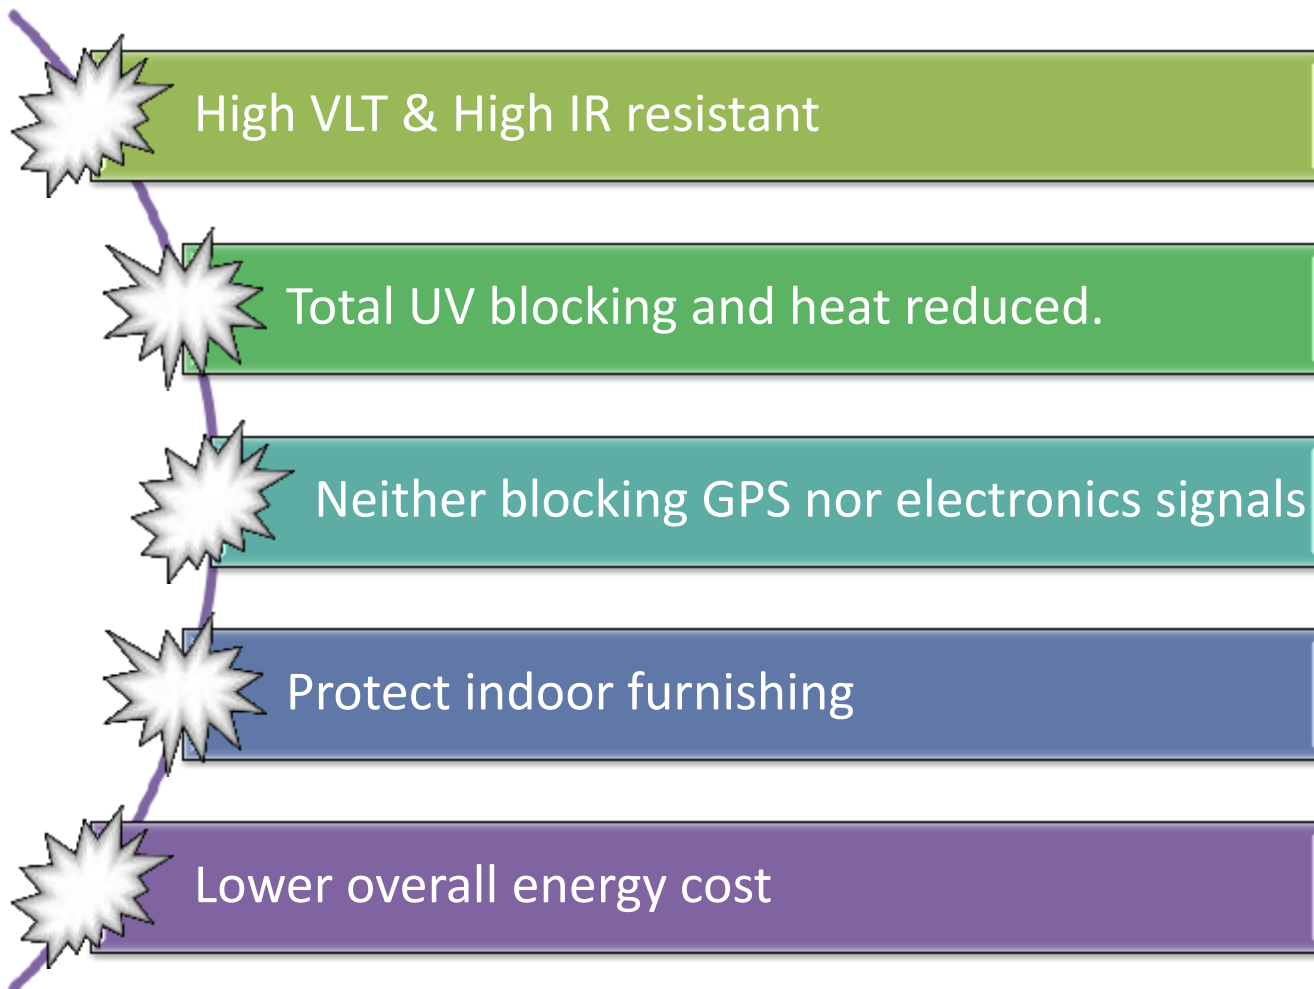 High VLT & High IR resistant
Total UV blocking and heat reduced.
Neither blocking GPS nor electronics signals
Protect indoor furnishing
Lower overall energy cost